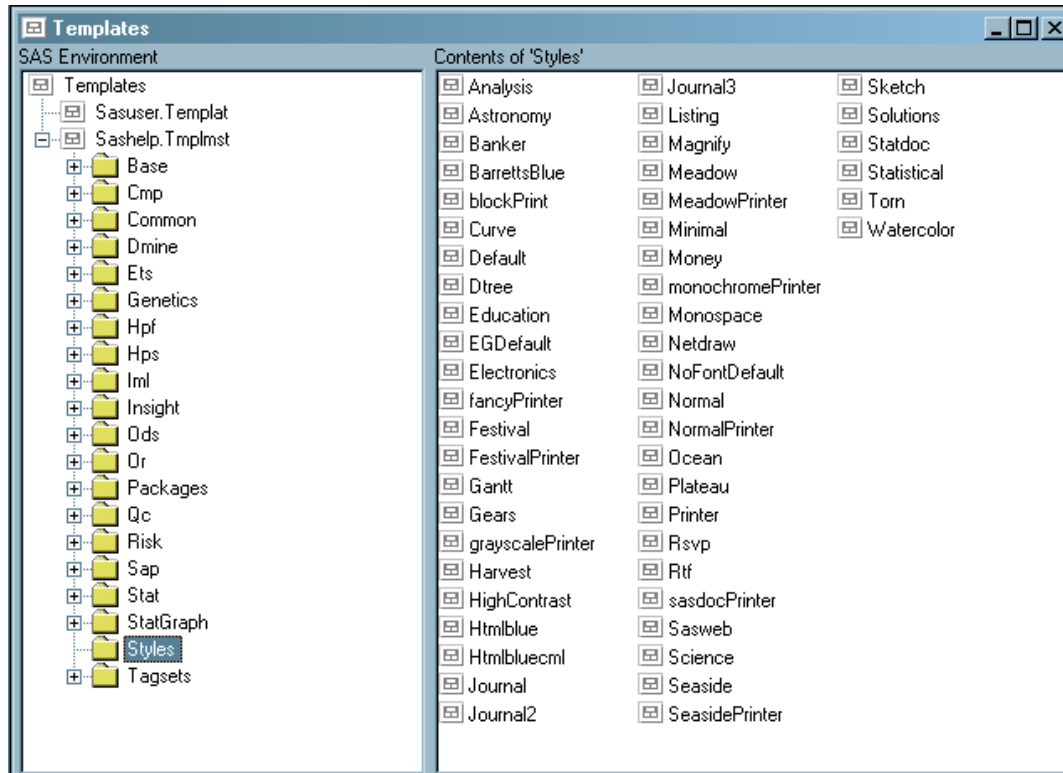 Templates
SAS Environment
Templates
Sasuser.Templat
Sashelp.Tmplmst
Base
Cmp
Common
Dmine
Ets
Genetics
Hpf
Hps
Iml
Insight
Ods
Or
Packages
Qc
Risk
Sap
Stat
StatGraph
Styles
Tagsets
Contents of 'Styles'
Analysis
Astronomy
Banker
BarrettsBlue
blockPrint
Curve
Default
Dtree
Education
EGDefault
Electronics
fancyPrinter
Festival
FestivalPrinter
Gantt
Gears
grayscalePrinter
Harvest
HighContrast
Htmlblue
Htmlbluecml
Journal
Journal2
Journal3
Listing
Magnify
Meadow
MeadowPrinter
Minimal
Money
monochromePrinter
Monospace
Netdraw
NoFontDefault
Normal
NormalPrinter
Ocean
Plateau
Printer
Rsvp
Rtf
sasdocPrinter
Sasweb
Science
Seaside
SeasidePrinter
Sketch
Solutions
Statdoc
Statistical
Torn
Watercolor